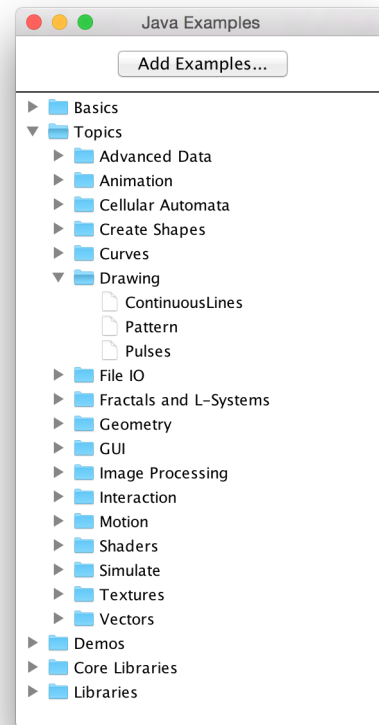 Java Examples
Add Examples...
Basics
Topics
Advanced Data
Animation
Cellular Automata
Create Shapes
Curves
Drawing
ContinuousLines
Pattern
Pulses
File IO
Fractals and L-Systems
Geometry
GUI
Image Processing
Interaction
Motion
Shaders
Simulate
Textures
Vectors
Demos
Core Libraries
Libraries